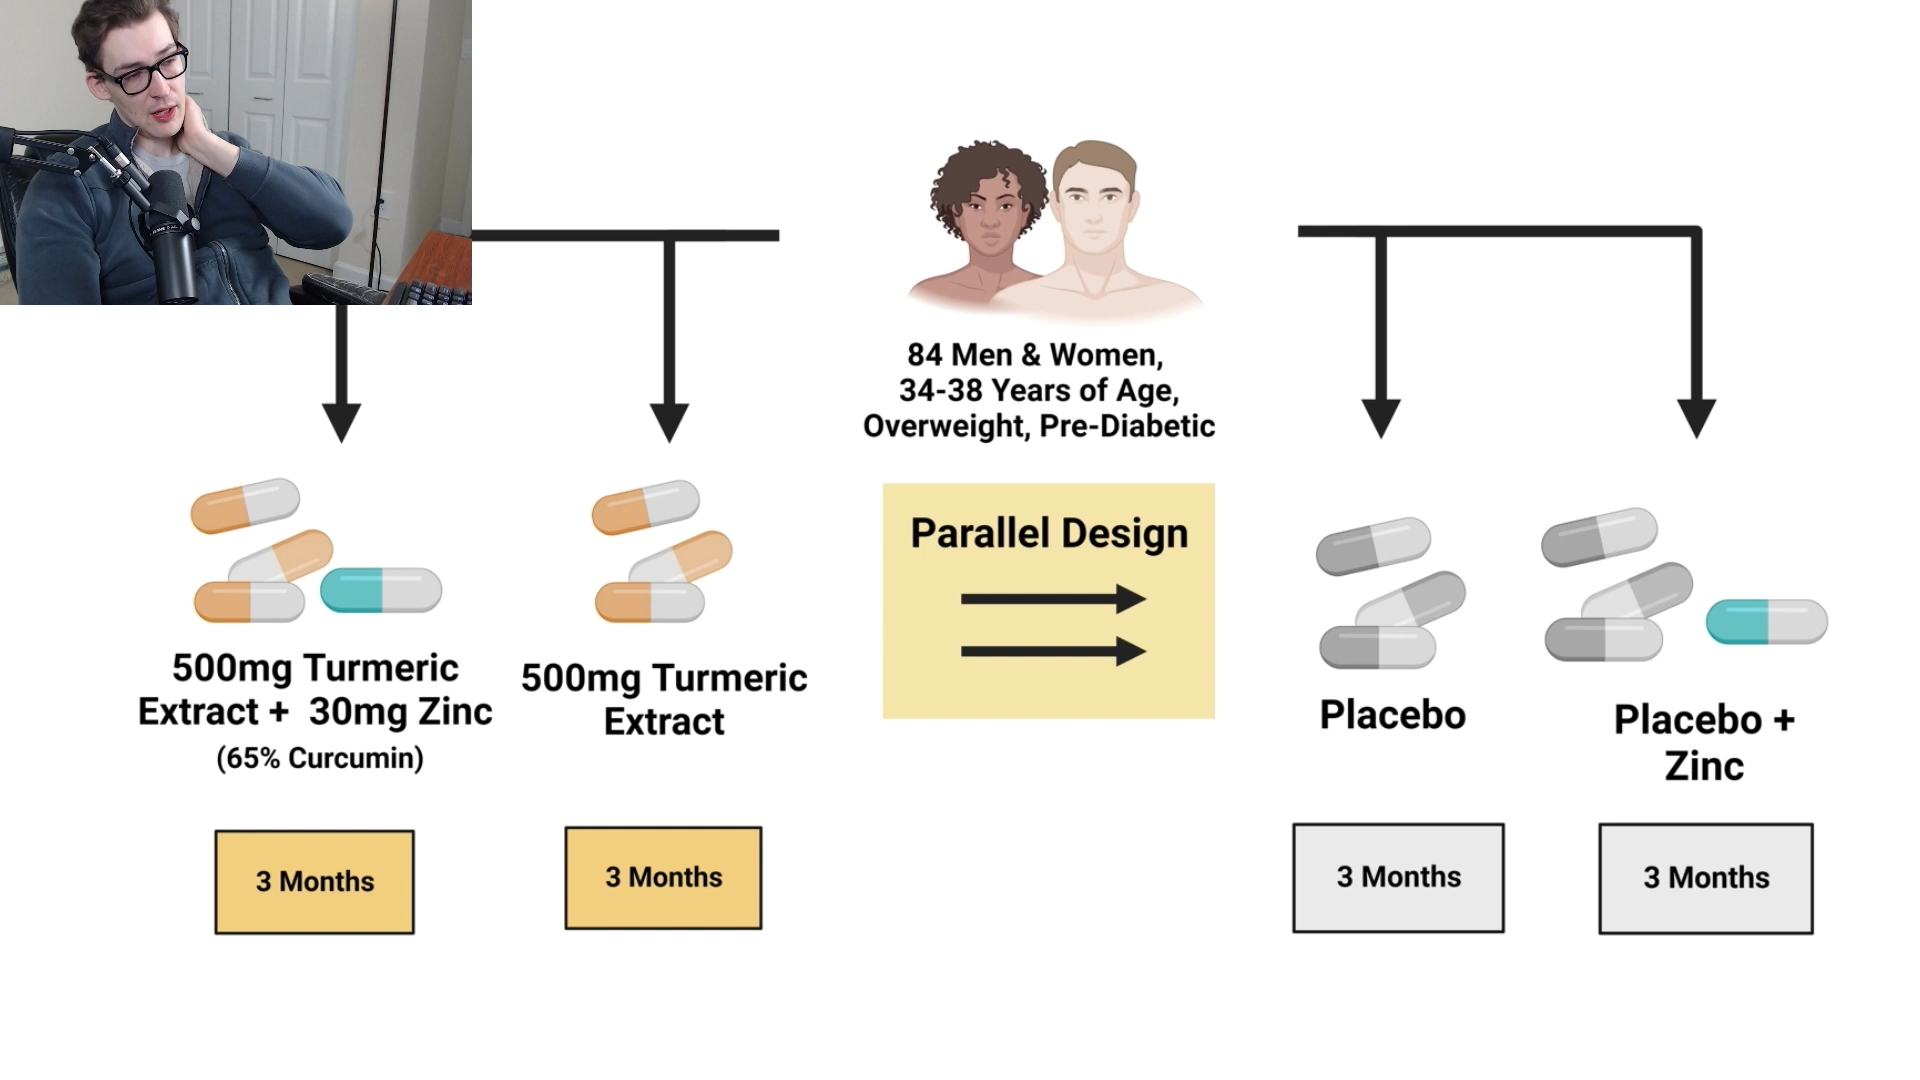 84 Men & Women,
34-38 Years of Age,
Overweight, Pre-Diabetic
Parallel Design
500mg Turmeric
Extract + 30mg Zinc
(65% Curcumin)
500mg Turmeric
Extract
Placebo
Placebo +
Zinc
3 Months
3 Months
3 Months
3 Months